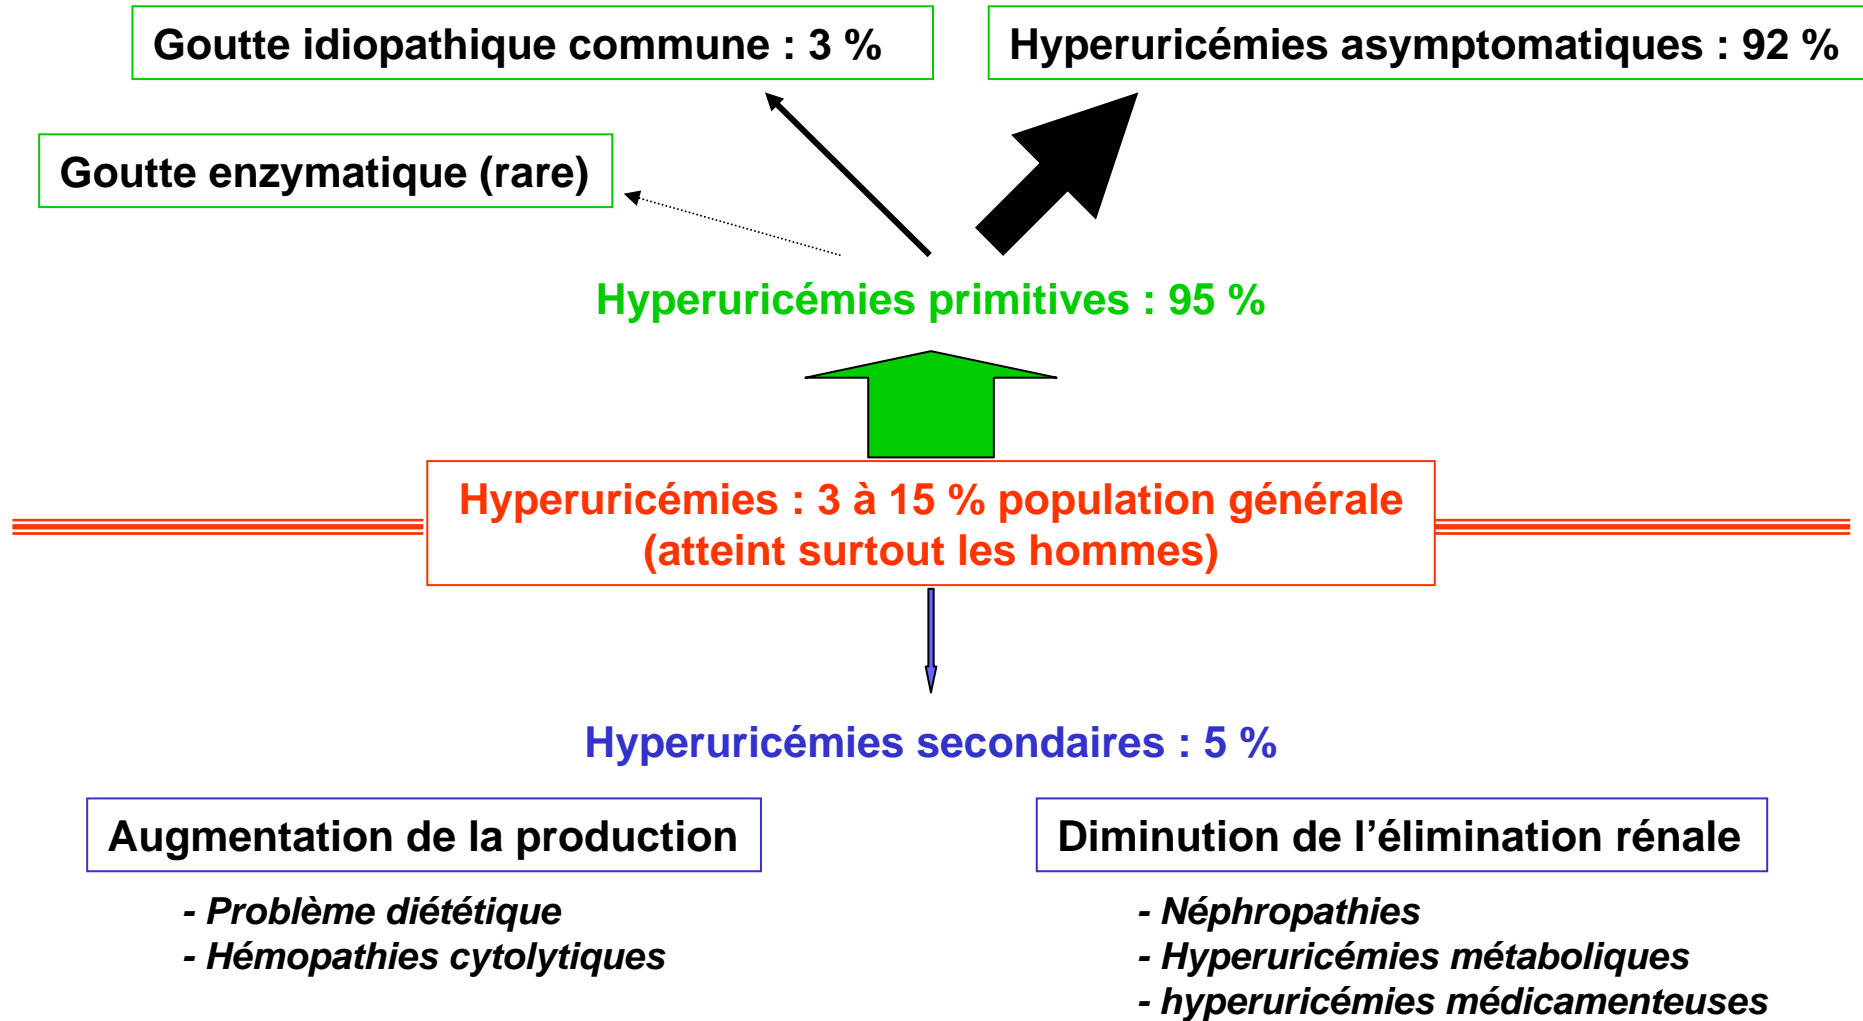 Goutte idiopathique commune : 3 %
Hyperuricémies asymptomatiques : 92 %
Goutte enzymatique (rare)
Hyperuricémies primitives : 95 %
Hyperuricémies : 3 à 15 % population générale
(atteint surtout les hommes)
Hyperuricémies secondaires : 5 %
Augmentation de la production
- Problème diététique
- Hémopathies cytolytiques
Diminution de l’élimination rénale
- Néphropathies
- Hyperuricémies métaboliques
- hyperuricémies médicamenteuses